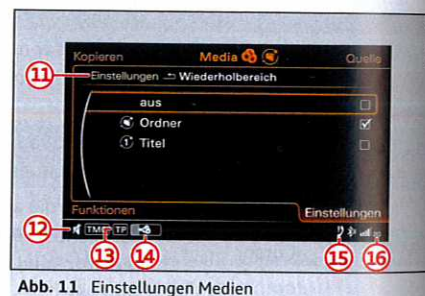 Kopieren Media Quelle
11 Einstellungen Wiederholbereich
aus
Ordner
1 Titel
Funktionen Einstellungen
12 TMC TP
13 14 15 16
Abb. 11 Einstellungen Medien